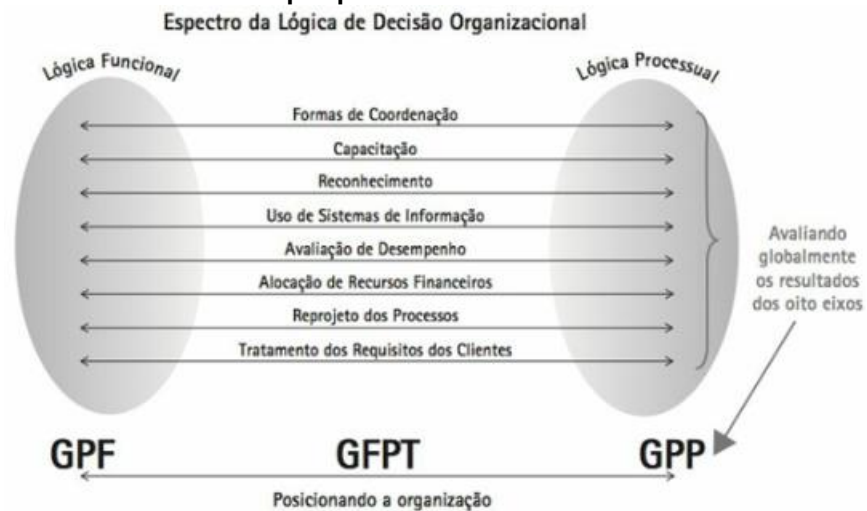 Espectro da Lógica de Decisão Organizacional
Lógica Funcional
Lógica Processual
Formas de Coordenação
Capacitação
Reconhecimento
Uso de Sistemas de Informação
Avaliação de Desempenho
Alocação de Recursos Financeiros
Reprojeto dos Processos
Tratamento dos Requisitos dos Clientes
Avaliando
globalmente
os resultados
dos oito eixos
GPF GFPT GPP
Posicionando a organização